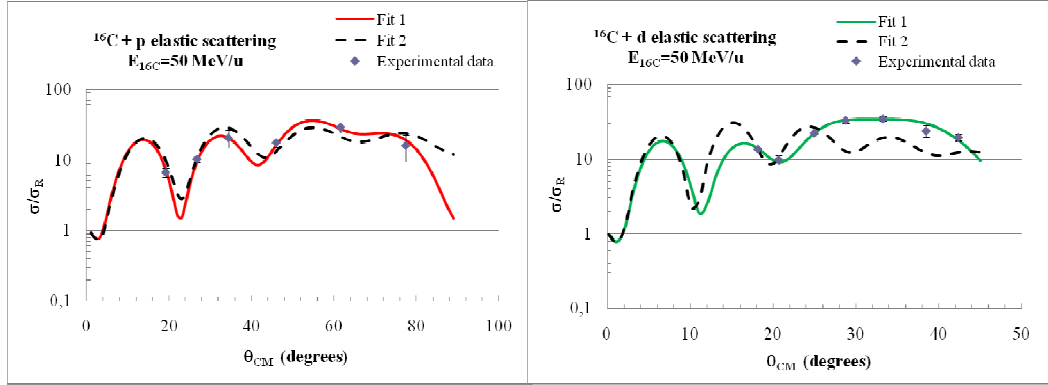 ¹⁶C + p elastic scattering
E₁₆C=50 MeV/u
Fit 1
Fit 2
Experimental data
100
10
1
0,1
σ/σR
0 20 40 60 80 100
θCM (degrees)
¹⁶C + d elastic scattering
E₁₆C=50 MeV/u
Fit 1
Fit 2
Experimental data
100
10
1
0,1
σ/σR
0 10 20 30 40 50
θCM (degrees)